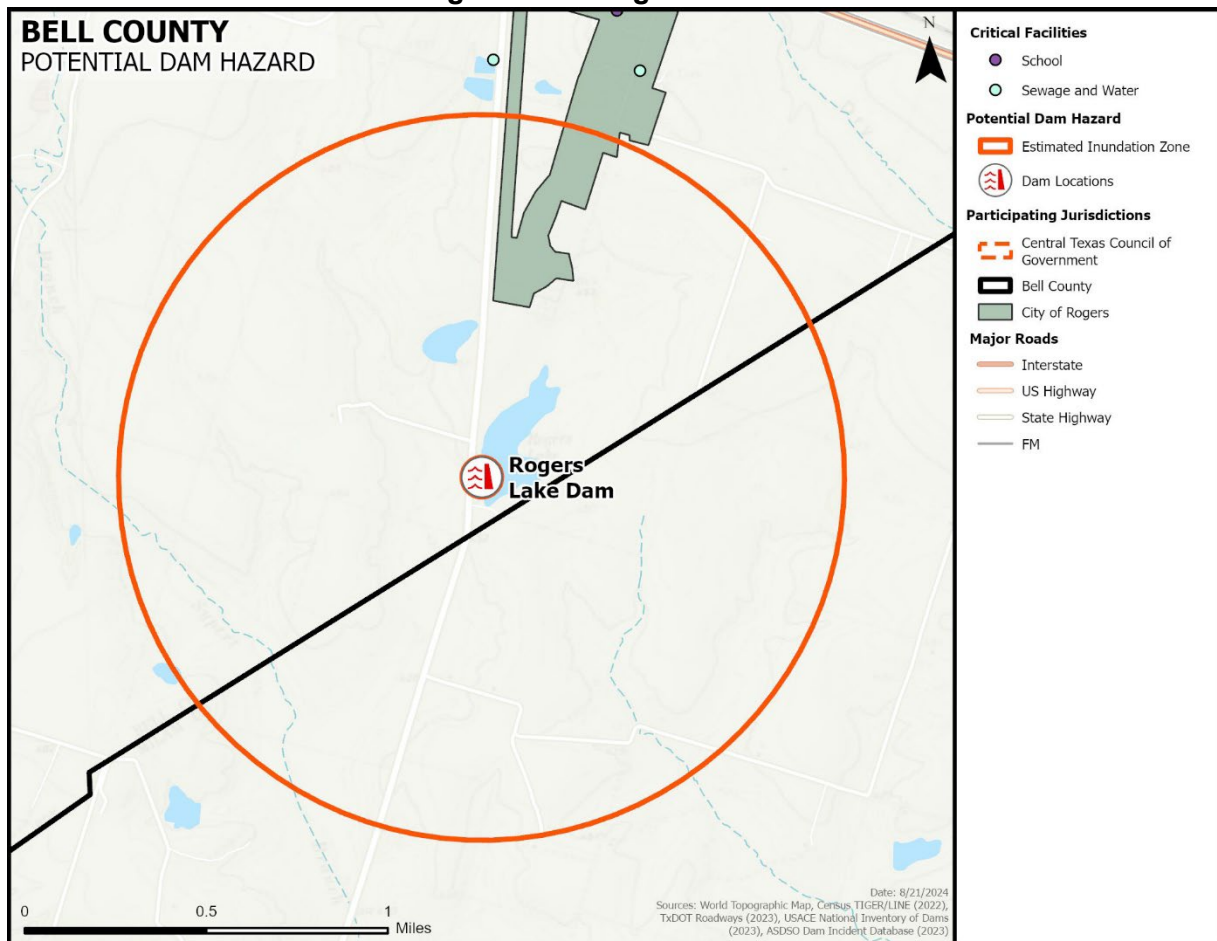 BELL COUNTY
POTENTIAL DAM HAZARD
N
Rogers
Lake Dam
0 0.5 1
Miles
Date: 8/21/2024
Sources: World Topographic Map, Census TIGER/LINE (2022),
TxDOT Roadways (2023), USACE National Inventory of Dams
(2023), ASDSO Dam Incident Database (2023)
Critical Facilities
School
Sewage and Water
Potential Dam Hazard
Estimated Inundation Zone
Dam Locations
Participating Jurisdictions
Central Texas Council of
Government
Bell County
City of Rogers
Major Roads
Interstate
US Highway
State Highway
FM